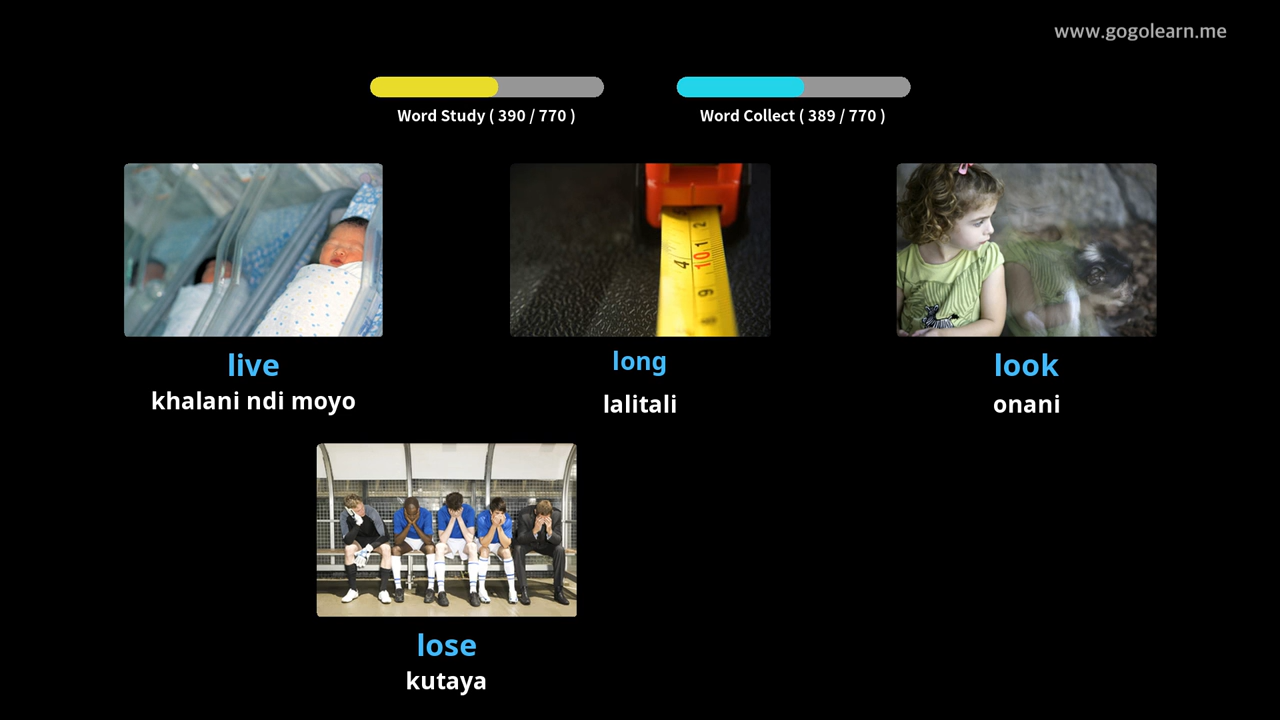 www.gogolearn.me
Word Study ( 390 / 770 )
Word Collect ( 389 / 770 )
live
khalani ndi moyo
long
lalitali
look
onani
lose
kutaya